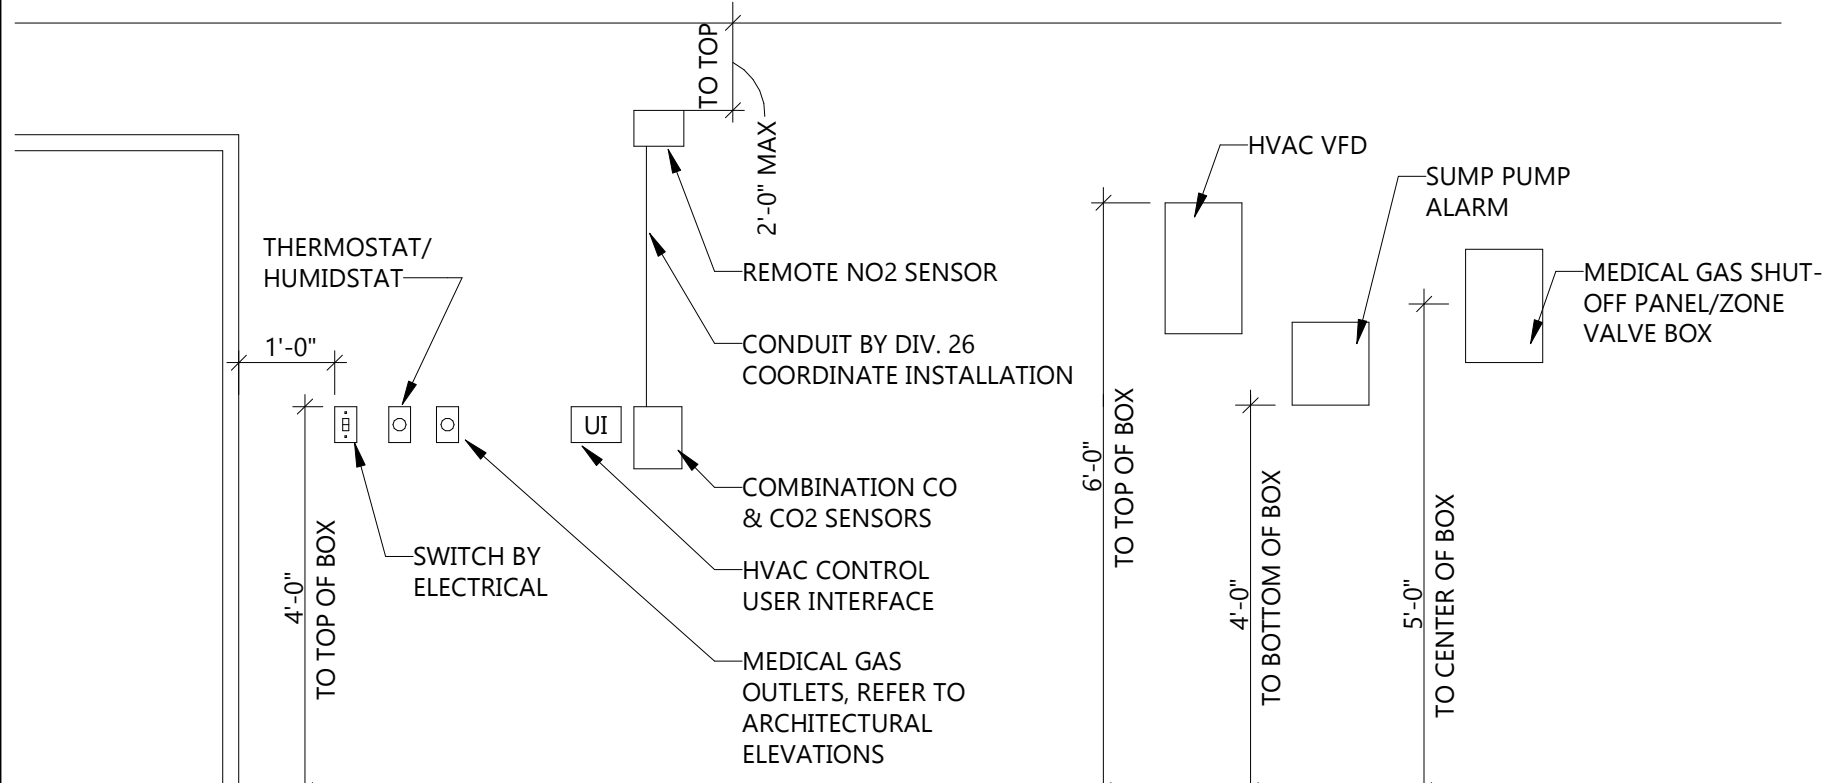 TO TOP
2'-0" MAX
HVAC VFD
SUMP PUMP
ALARM
THERMOSTAT/
HUMIDSTAT
REMOTE NO2 SENSOR
MEDICAL GAS SHUT-
OFF PANEL/ZONE
VALVE BOX
1'-0"
CONDUIT BY DIV. 26
COORDINATE INSTALLATION
UI
COMBINATION CO
& CO2 SENSORS
SWITCH BY
ELECTRICAL
HVAC CONTROL
USER INTERFACE
MEDICAL GAS
OUTLETS, REFER TO
ARCHITECTURAL
ELEVATIONS
4'-0"
TO TOP OF BOX
6'-0"
TO TOP OF BOX
4'-0"
TO BOTTOM OF BOX
5'-0"
TO CENTER OF BOX